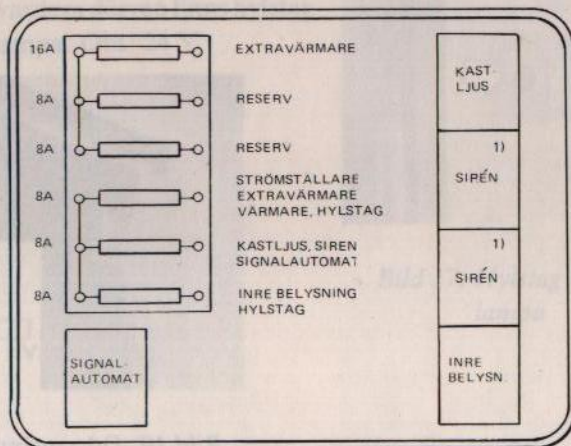 16A EXTRAVÄRMARE
8A RESERV
8A RESERV
8A STRÖMSTÄLLARE
EXTRAVÄRMARE
VÄRMARE, HYLSTAG
8A KASTLJUS, SIREN
SIGNALAUTOMAT
8A INRE BELYSNING
HYLSTAG
SIGNAL-
AUTOMAT
KAST-
LJUS
1)
SIRÉN
1)
SIRÉN
INRE
BELYSN.